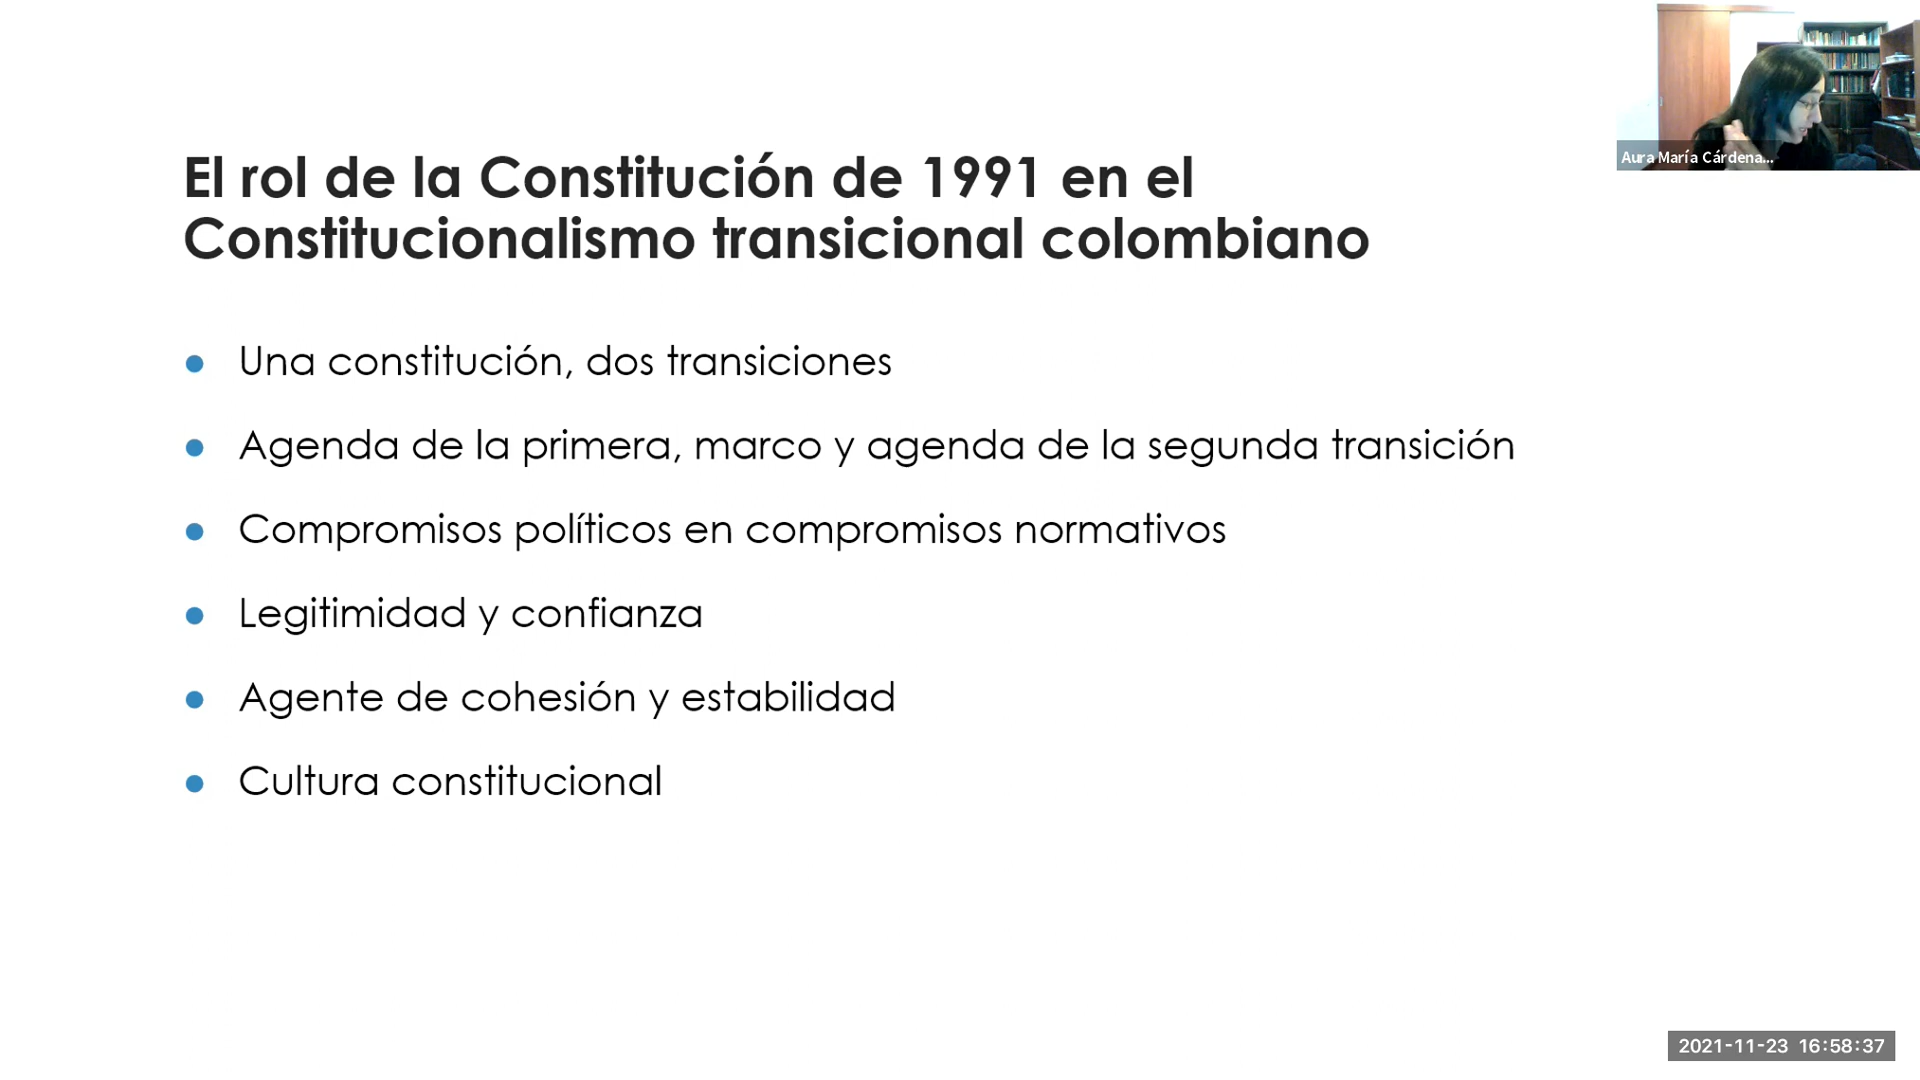 El rol de la Constitución de 1991 en el
Constitucionalismo transicional colombiano
Una constitución, dos transiciones
Agenda de la primera, marco y agenda de la segunda transición
Compromisos políticos en compromisos normativos
Legitimidad y confianza
Agente de cohesión y estabilidad
Cultura constitucional
Aura María Cárdena...
2021-11-23 16:58:37